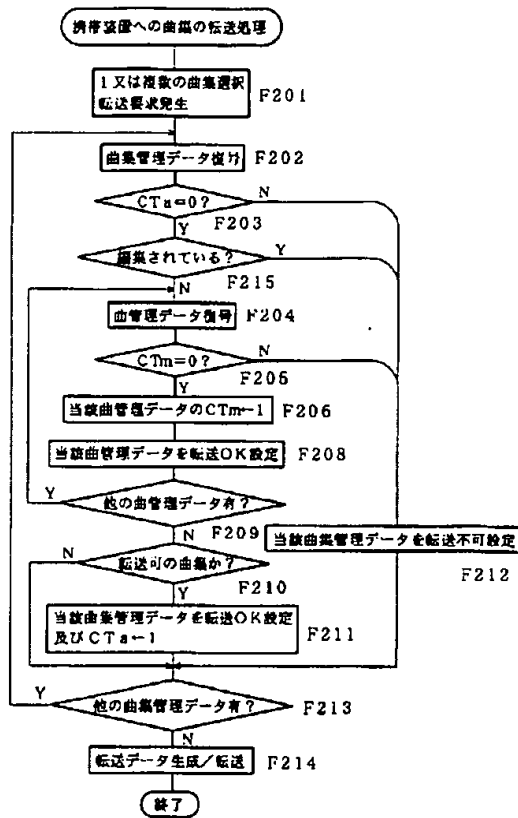 携帯装置への曲集の転送処理
1又は複数の曲集選択
転送要求発生
F201
曲集管理データ復号
F202
CTa=0?
N
F203
Y
編集されている?
Y
F215
N
曲管理データ復号
F204
CTm=0?
N
F205
Y
当該曲管理データのCTm←1
F206
当該曲管理データを転送OK設定
F208
Y
他の曲管理データ有?
F209
N
N
転送可の曲集か?
当該曲集管理データを転送不可設定
F210
F212
Y
当該曲集管理データを転送OK設定
及びCTa←1
F211
Y
他の曲集管理データ有?
F213
N
転送データ生成/転送
F214
終了